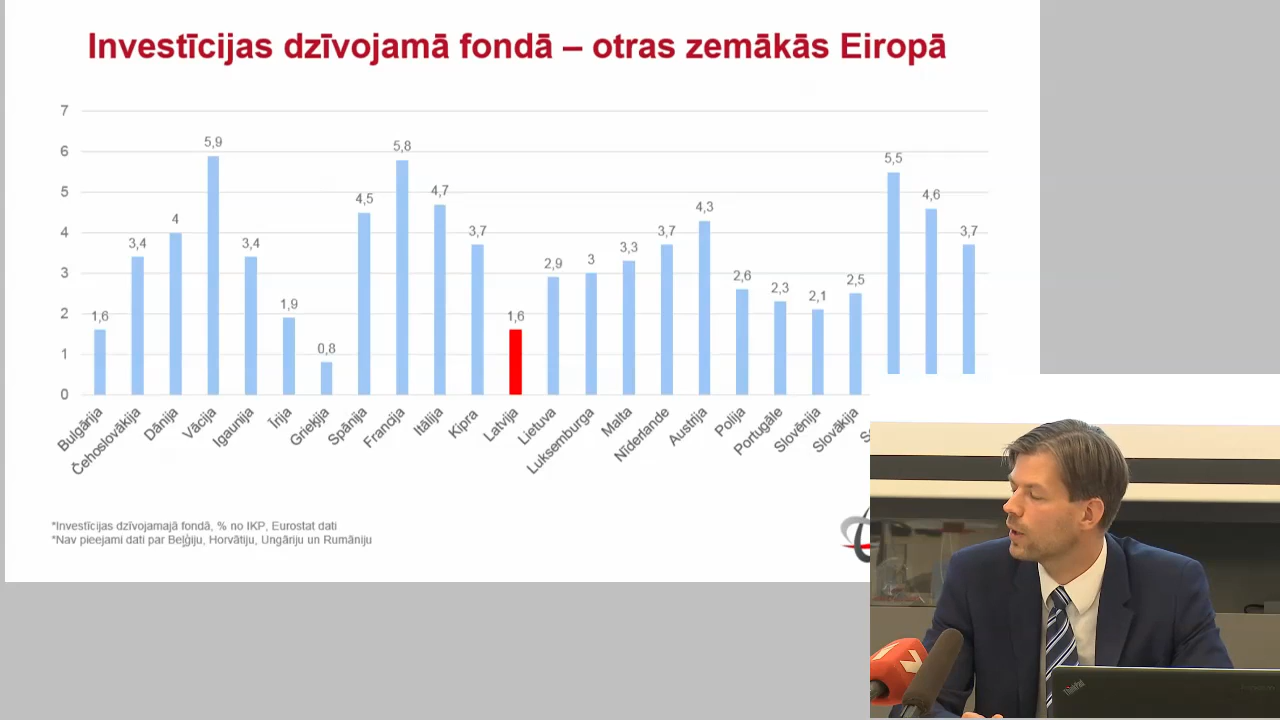 Investīcijas dzīvojamā fondā – otras zemākās Eiropā
7
6
5
4
3
2
1
0
1,6
3,4
4
5,9
3,4
1,9
0,8
4,5
5,8
4,7
3,7
1,6
2,9
3
3,3
3,7
4,3
2,6
2,3
2,1
2,5
5,5
4,6
3,7
Bulgārija
Čehoslovākija
Dānija
Vācija
Igaunija
Īrija
Grieķija
Spānija
Francija
Itālija
Kipra
Latvija
Lietuva
Luksemburga
Malta
Nīderlande
Austrija
Polija
Portugāle
Slovēnija
Slovākija
*Investīcijas dzīvojamajā fondā, % no IKP, Eurostat dati
*Nav pieejami dati par Beļģiju, Horvātiju, Ungāriju un Rumāniju
ThinkPad